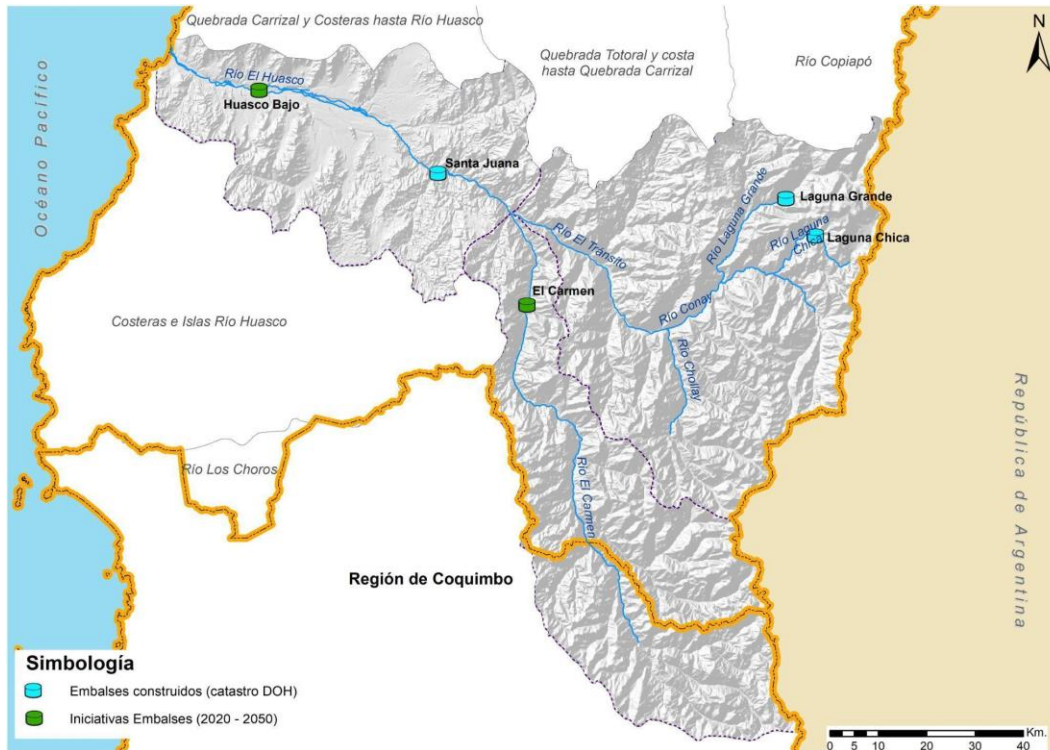 Quebrada Carrizal y Costeras hasta Río Huasco
Quebrada Totoral y costa
hasta Quebrada Carrizal
Río Copiapó
N
Océano Pacífico
Río El Huasco
Huasco Bajo
Santa Juana
Laguna Grande
Río Laguna Grande
Río Laguna
Chica
Laguna Chica
Río El Tránsito
El Carmen
Río Conay
Río Chollay
Costeras e Islas Río Huasco
República de Argentina
Río Los Choros
Río El Carmen
Región de Coquimbo
Simbología
Embalses construidos (catastro DOH)
Iniciativas Embalses (2020 - 2050)
Km.
0 5 10 20 30 40